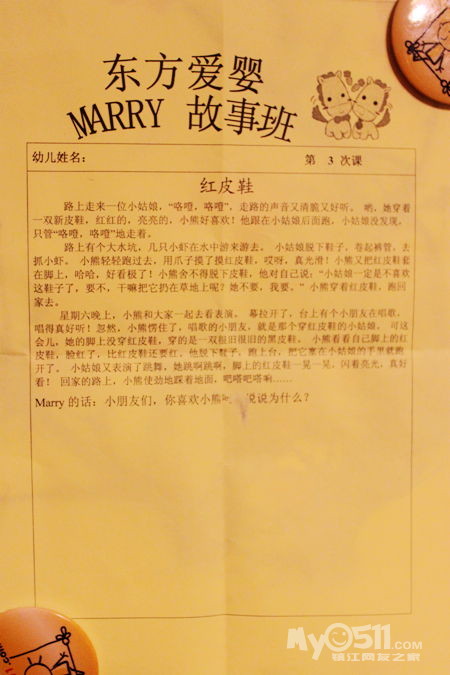 东方爱婴
MARRY 故事班
幼儿姓名： 第 3 次课
红皮鞋
路上走来一位小姑娘，“咯噔，咯噔”，走路的声音又清脆又好听。 哟，她穿着
一双新皮鞋，红红的，亮亮的，小熊好喜欢！他跟在小姑娘后面跑，小姑娘没发现，
只管“咯噔，咯噔”地走着。
路上有个大水坑，几只小虾在水中游来游去。 小姑娘脱下鞋子，卷起裤管，去
抓小虾。 小熊轻轻跑过去，用爪子摸了摸红皮鞋，哎呀，真光滑！小熊又把红皮鞋套
在脚上，哈哈，好看极了！小熊舍不得脱下皮鞋，他对自己说：“小姑娘一定是不喜欢
这鞋子了，要不，干嘛把它扔在草地上呢？她不要，我要。” 小熊穿着红皮鞋，跑回
家去。
星期六晚上，小熊和大家一起去看表演。 幕拉开了，台上有个小朋友在唱歌，
唱得真好听！忽然，小熊愣住了，唱歌的小朋友，就是那个穿红皮鞋的小姑娘， 可这
会儿，她的脚上没穿红皮鞋，穿的是一双很旧很旧的黑皮鞋。 小熊看看自己脚上的红
皮鞋，脸红了，比红皮鞋还要红。他脱下鞋子，跑上台，把它塞在小姑娘的手里就跑
开了。 小姑娘又表演了跳舞，她跳啊跳啊，脚上的红皮鞋一晃一晃，闪着亮光，真好
看！ 回家的路上，小熊使劲地踩着地面，吧嗒吧嗒响……
Marry 的话：小朋友们，你喜欢小熊 说说为什么？
My0511.com
镇江网友之家